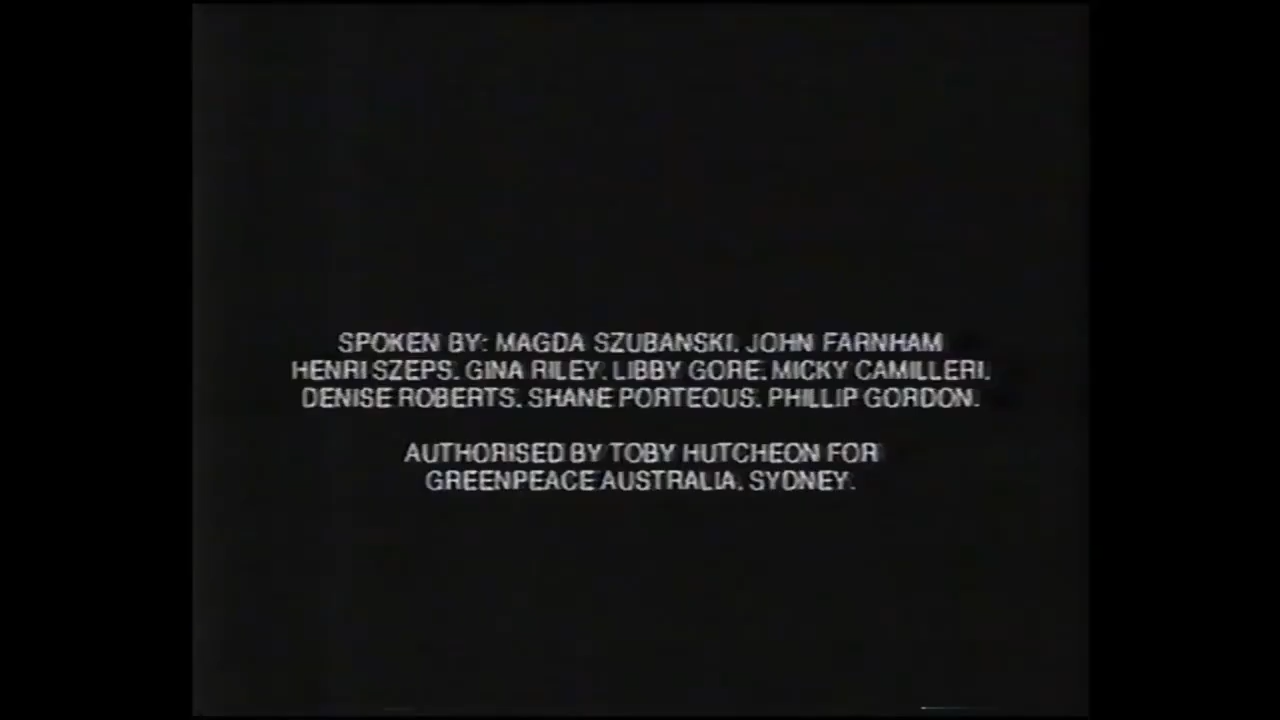 SPOKEN BY: MAGDA SZUBANSKI. JOHN FARNHAM
HENRI SZEPS. GINA RILEY. LIBBY GORE. MICKY CAMILLERI.
DENISE ROBERTS. SHANE PORTEOUS. PHILLIP GORDON.
AUTHORISED BY TOBY HUTCHEON FOR
GREENPEACE AUSTRALIA. SYDNEY.